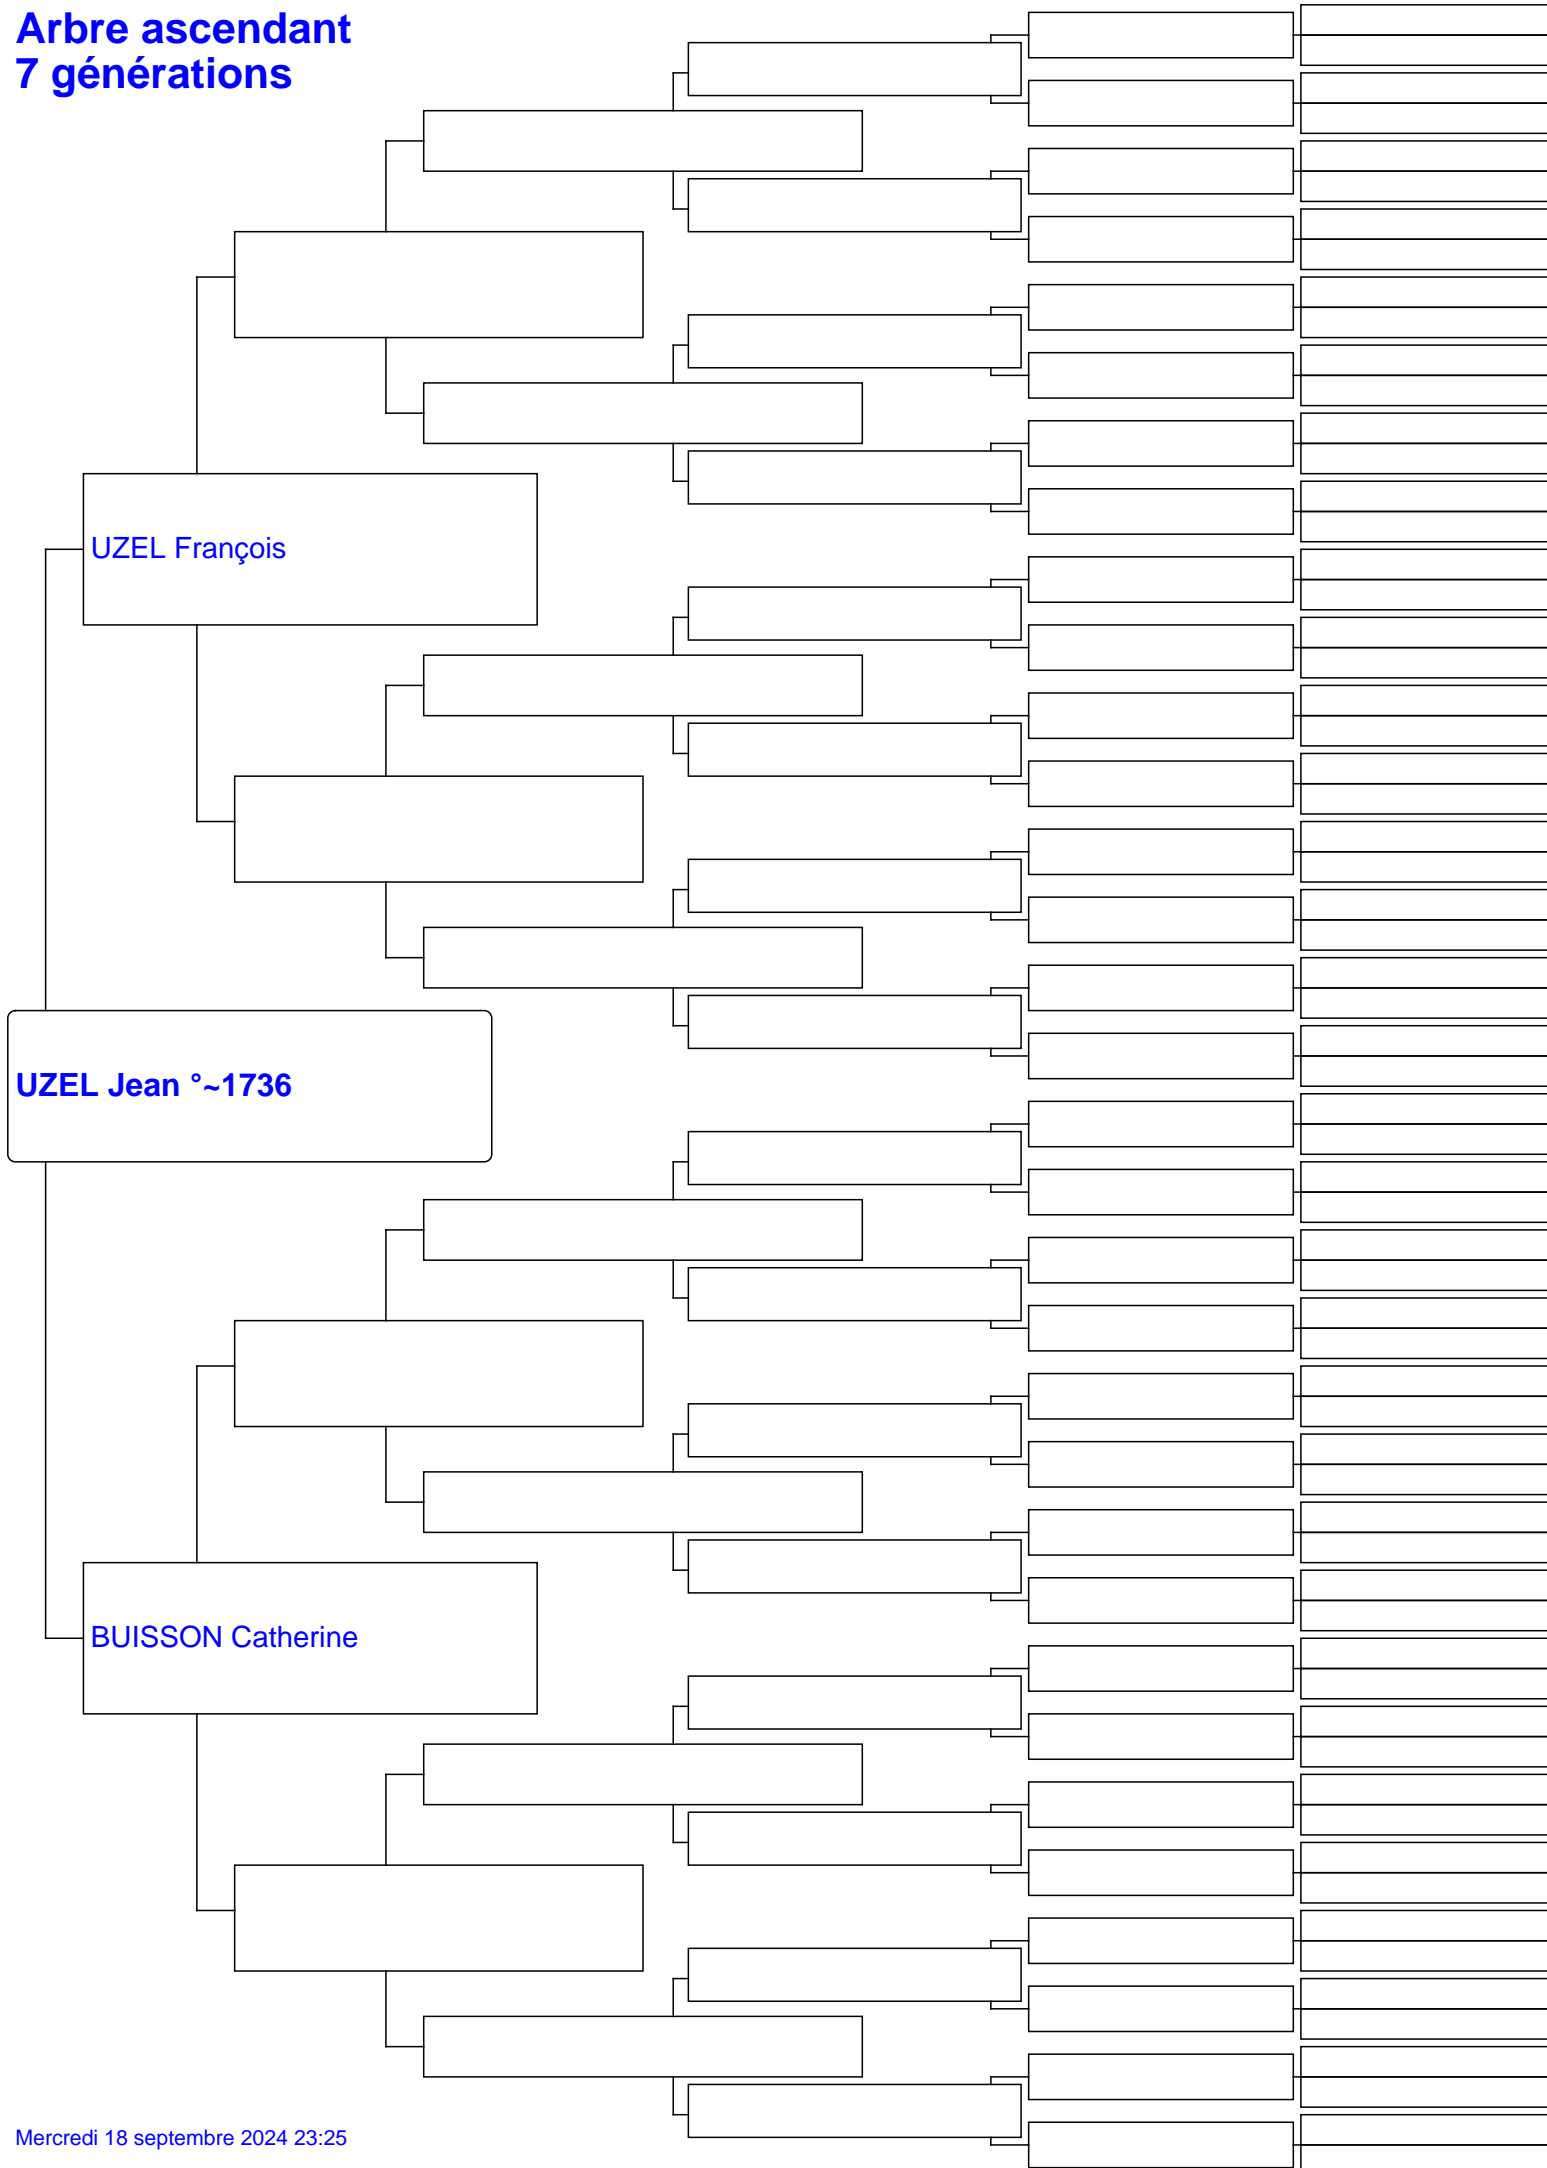 Arbre ascendant
7 générations
UZEL François
UZEL Jean °~1736
BUISSON Catherine
Mercredi 18 septembre 2024 23:25